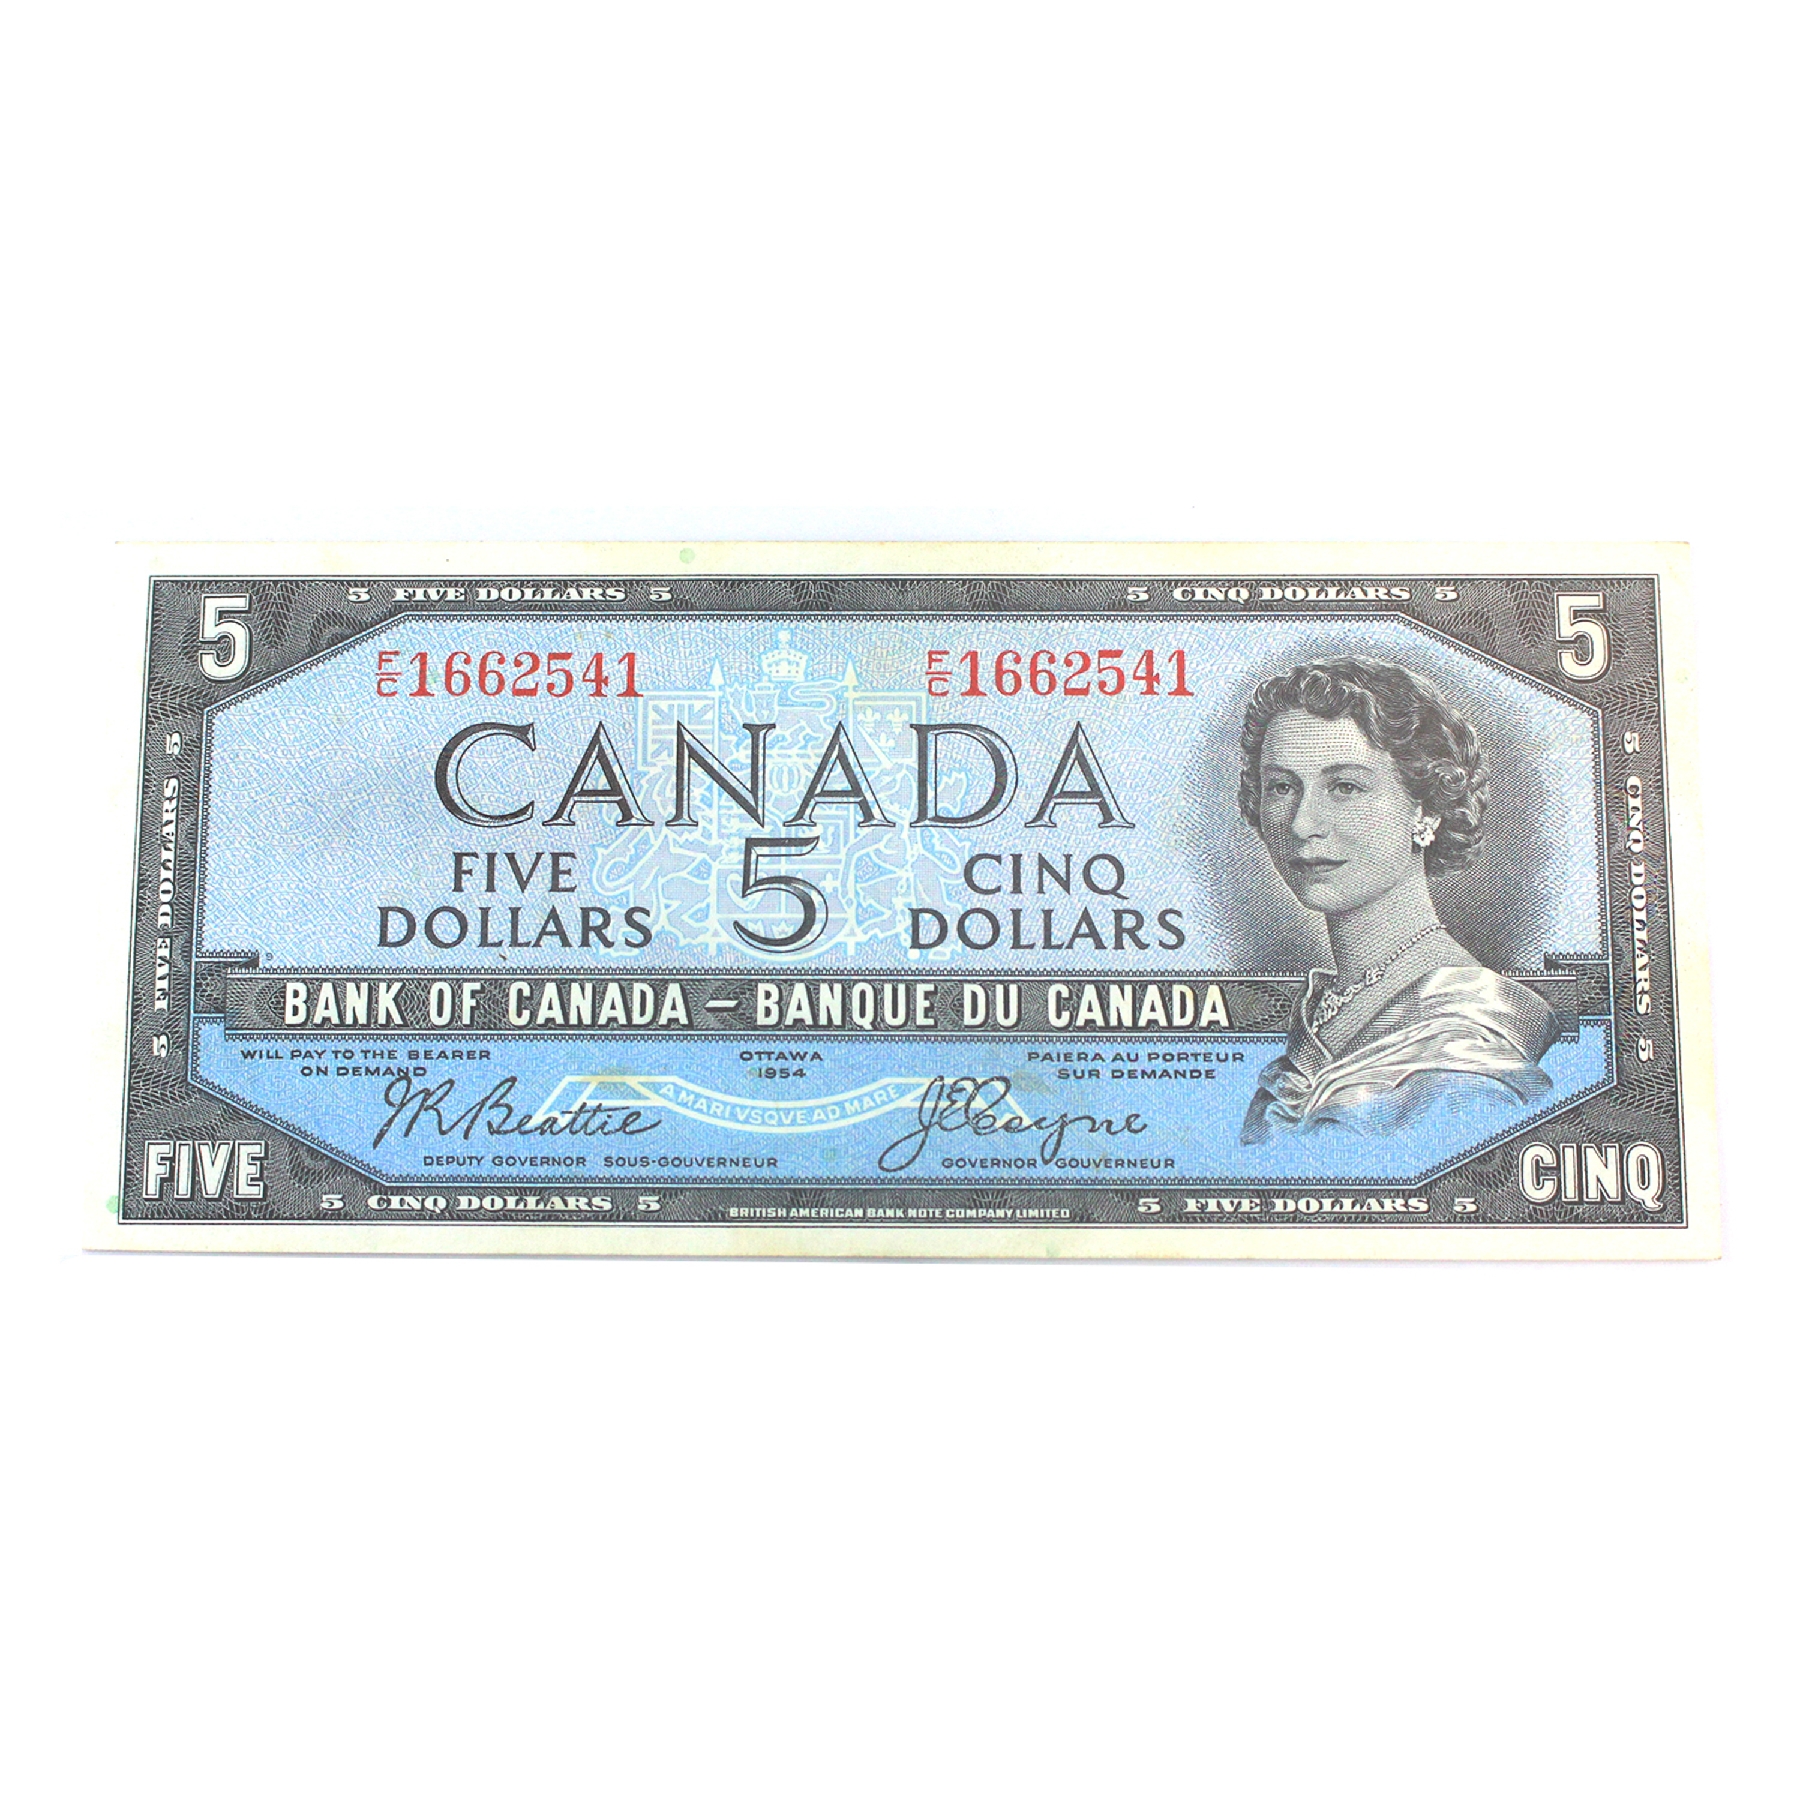 5 5 FIVE DOLLARS 5 5 CINQ DOLLARS 5 5
F/C 1662541 F/C 1662541
CANADA
FIVE 5 CINQ
DOLLARS DOLLARS
5 FIVE DOLLARS 5
5 CINQ DOLLARS 5
BANK OF CANADA – BANQUE DU CANADA
WILL PAY TO THE BEARER OTTAWA PAIERA AU PORTEUR
ON DEMAND 1954 SUR DEMANDE
A MARI VSQVE AD MARE
JR Beattie J E Coyne
DEPUTY GOVERNOR SOUS-GOUVERNEUR GOVERNOR GOUVERNEUR
FIVE CINQ
5 CINQ DOLLARS 5 BRITISH AMERICAN BANK NOTE COMPANY LIMITED 5 FIVE DOLLARS 5